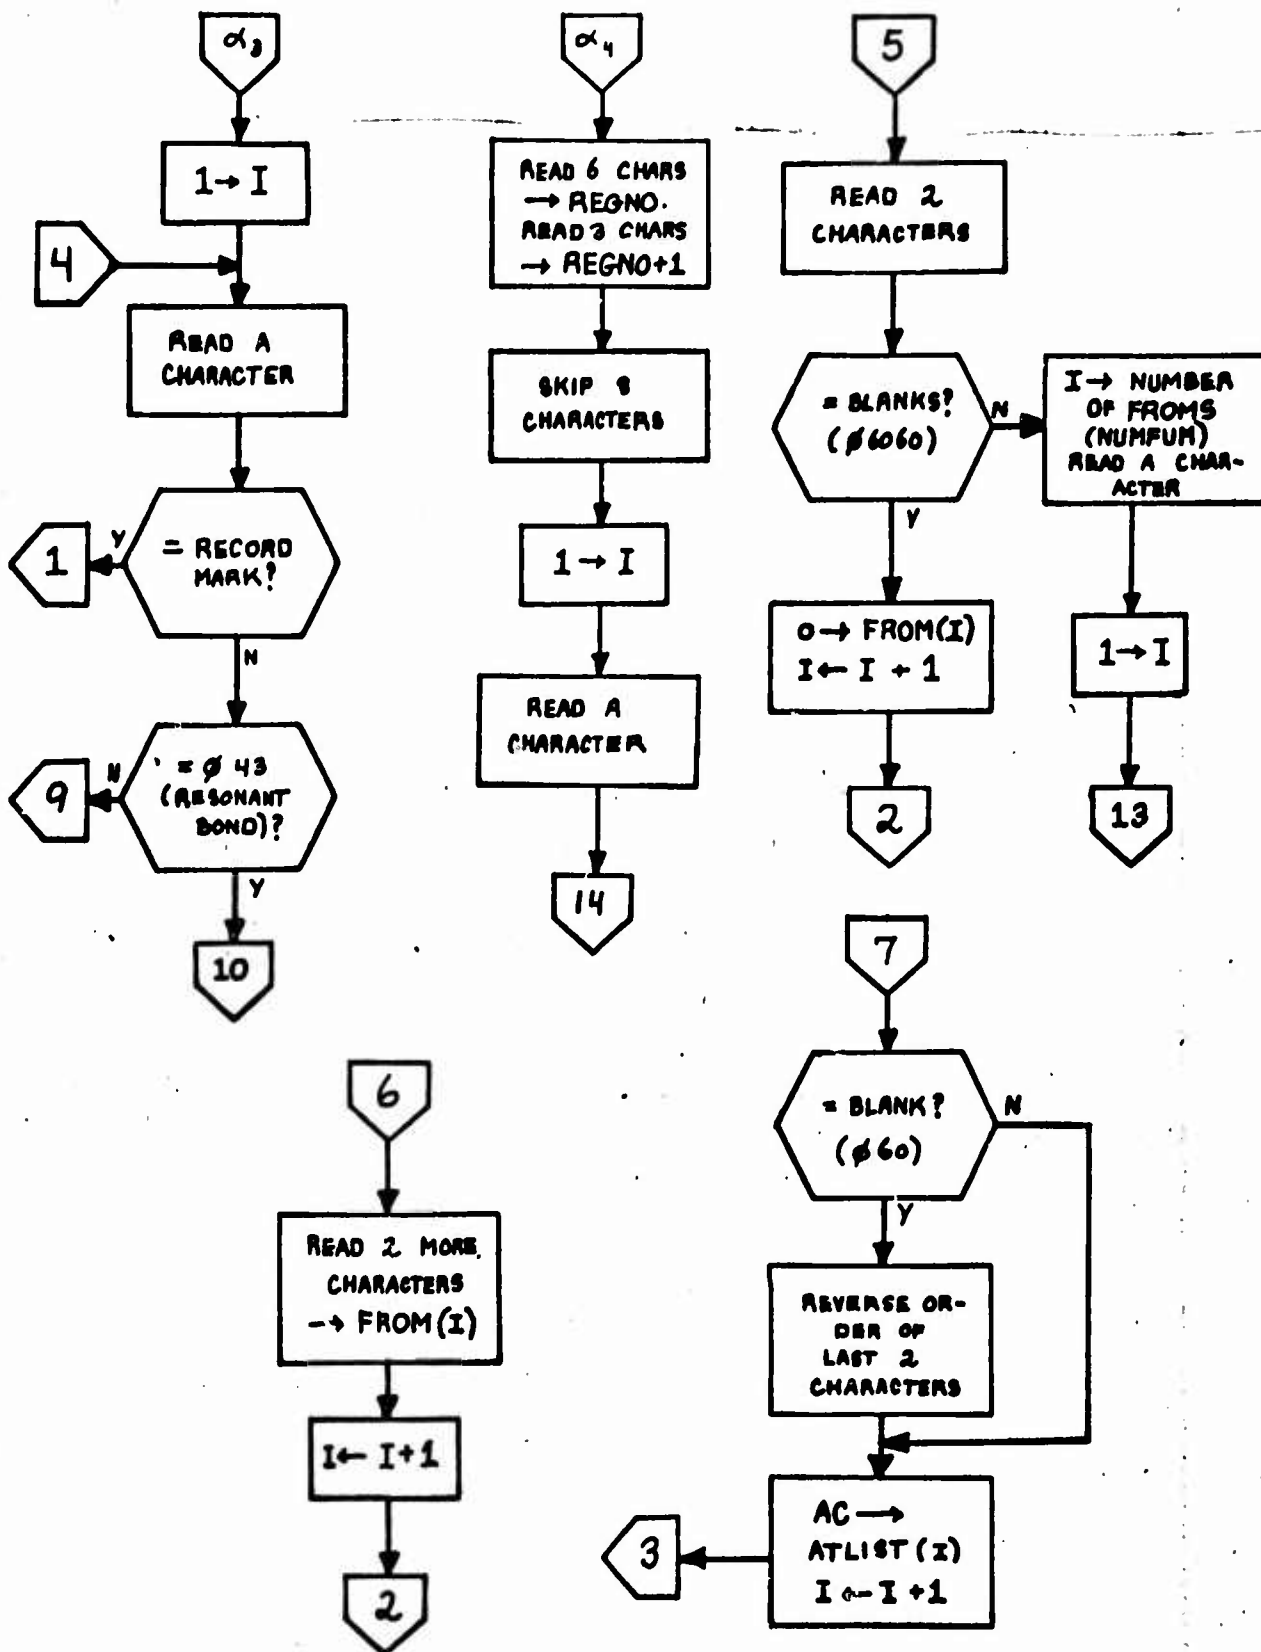 α3
1→ I
4
READ A
CHARACTER
= RECORD
MARK?
Y
1
N
= ø 43
(RESONANT
BOND)?
N
9
Y
10
α4
READ 6 CHARS
→ REGNO.
READ 3 CHARS
→ REGNO+1
SKIP 8
CHARACTERS
1→ I
READ A
CHARACTER
14
5
READ 2
CHARACTERS
= BLANKS?
(ø6060)
N
I→ NUMBER
OF FROMS
(NUMFUM)
READ A CHAR-
ACTER
1→ I
13
Y
0→ FROM(I)
I← I + 1
2
6
READ 2 MORE
CHARACTERS
→ FROM(I)
I← I+1
2
7
= BLANK?
(ø60)
N
Y
REVERSE OR-
DER OF
LAST 2
CHARACTERS
AC →
ATLIST(I)
I ← I +1
3